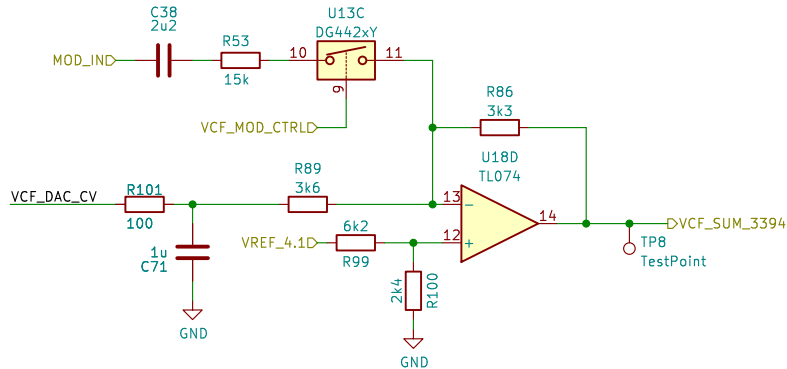 C38
2u2
MOD_IN
R53
15k
U13C
DG442xY
10
11
9
VCF_MOD_CTRL
R86
3k3
U18D
TL074
VCF_DAC_CV
R101
100
R89
3k6
13
-
12
+
14
VCF_SUM_3394
TP8
TestPoint
1u
C71
GND
VREF_4.1
6k2
R99
2k4
R100
GND